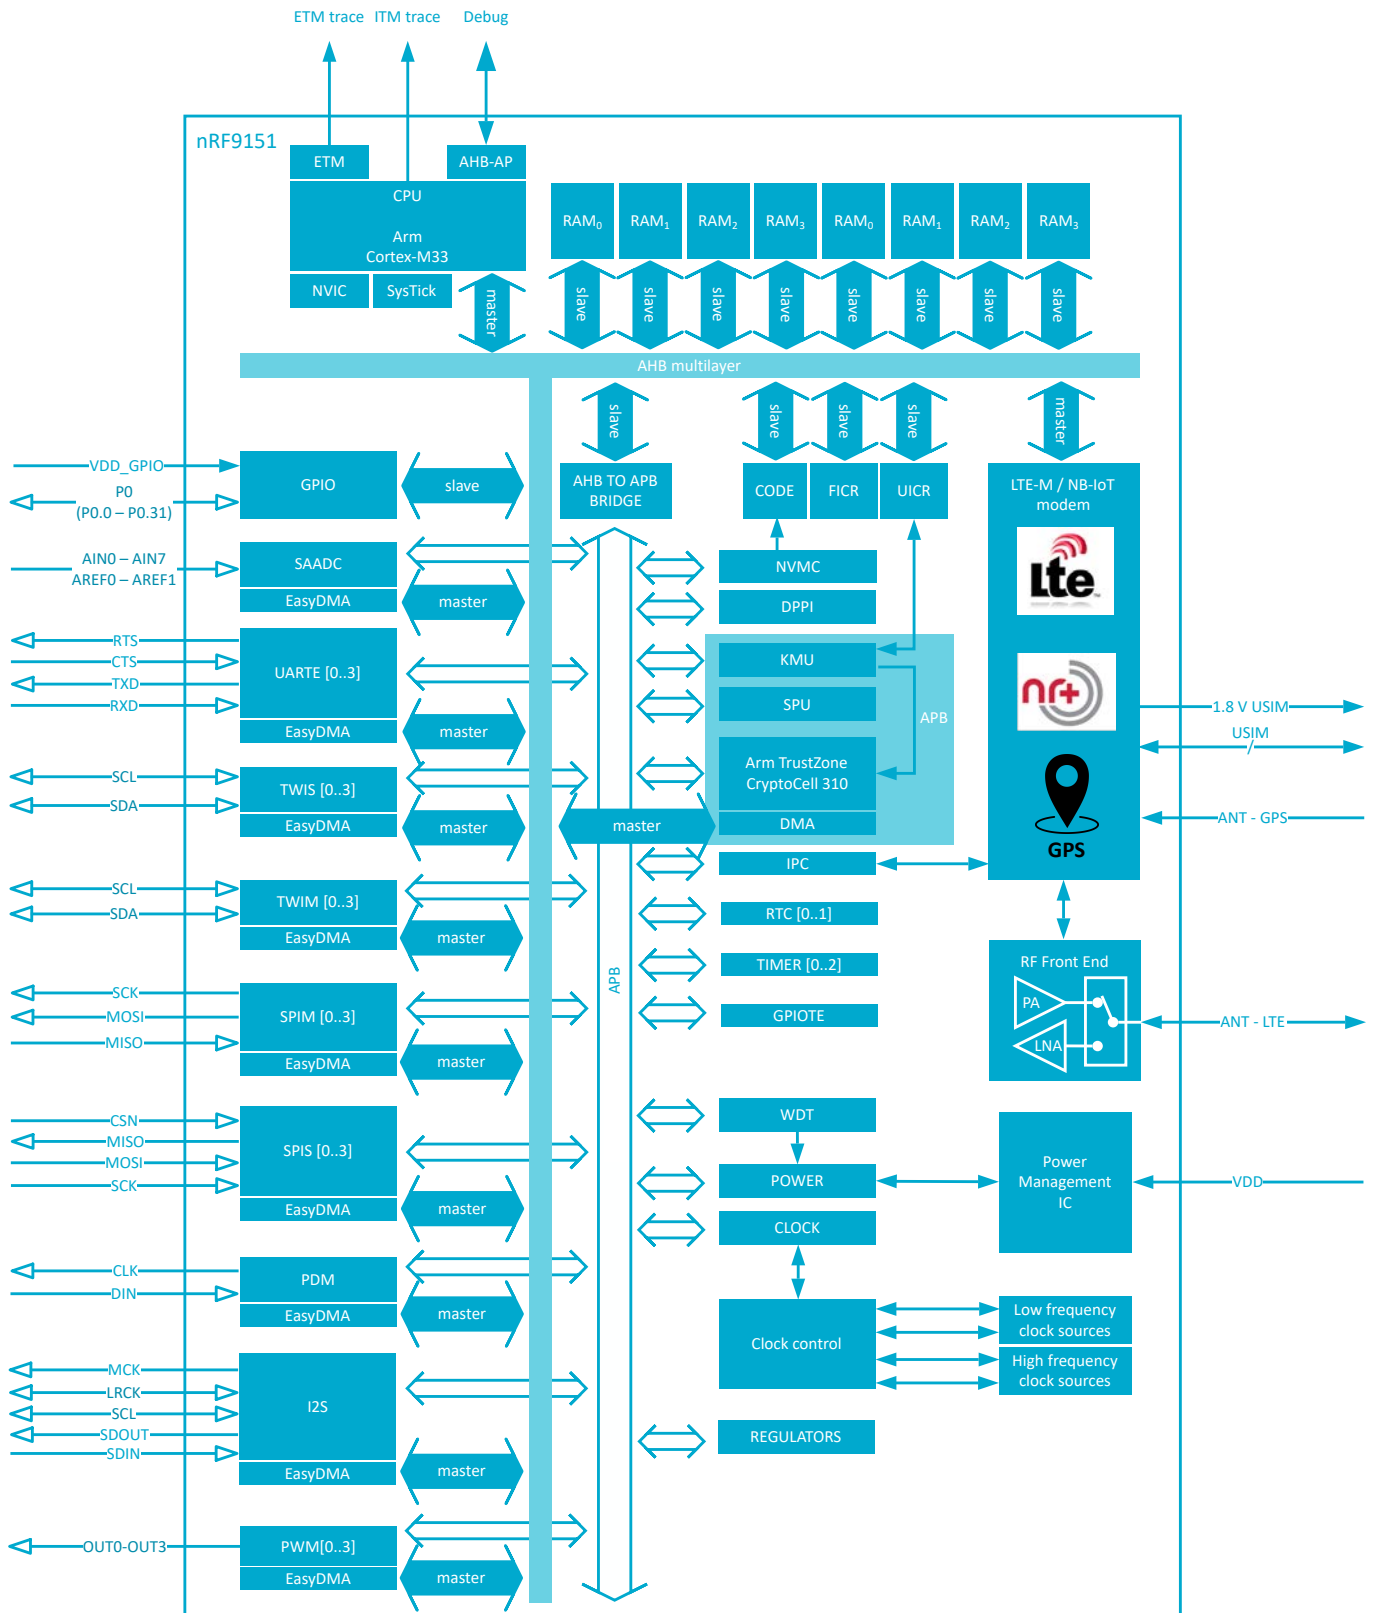 ETM trace
ITM trace
Debug
nRF9151
ETM
AHB-AP
CPU
Arm
Cortex-M33
NVIC
SysTick
master
RAM0
RAM1
RAM2
RAM3
RAM0
RAM1
RAM2
RAM3
slave
slave
slave
slave
slave
slave
slave
slave
AHB multilayer
slave
slave
slave
slave
master
VDD_GPIO
P0
(P0.0 – P0.31)
GPIO
slave
AHB TO APB
BRIDGE
CODE
FICR
UICR
LTE-M / NB-IoT
modem
Lte
TM
AIN0 – AIN7
AREF0 – AREF1
SAADC
EasyDMA
master
NVMC
DPPI
RTS
CTS
TXD
RXD
UARTE [0..3]
EasyDMA
master
KMU
SPU
APB
nr+
1.8 V USIM
USIM
SCL
SDA
TWIS [0..3]
EasyDMA
master
master
Arm TrustZone
CryptoCell 310
DMA
GPS
ANT - GPS
IPC
SCL
SDA
TWIM [0..3]
EasyDMA
master
RTC [0..1]
TIMER [0..2]
GPIOTE
APB
RF Front End
PA
LNA
ANT - LTE
SCK
MOSI
MISO
SPIM [0..3]
EasyDMA
master
CSN
MISO
MOSI
SCK
SPIS [0..3]
EasyDMA
master
WDT
POWER
CLOCK
Power
Management
IC
VDD
CLK
DIN
PDM
EasyDMA
master
Clock control
Low frequency
clock sources
High frequency
clock sources
MCK
LRCK
SCL
SDOUT
SDIN
I2S
EasyDMA
master
REGULATORS
OUT0-OUT3
PWM[0..3]
EasyDMA
master